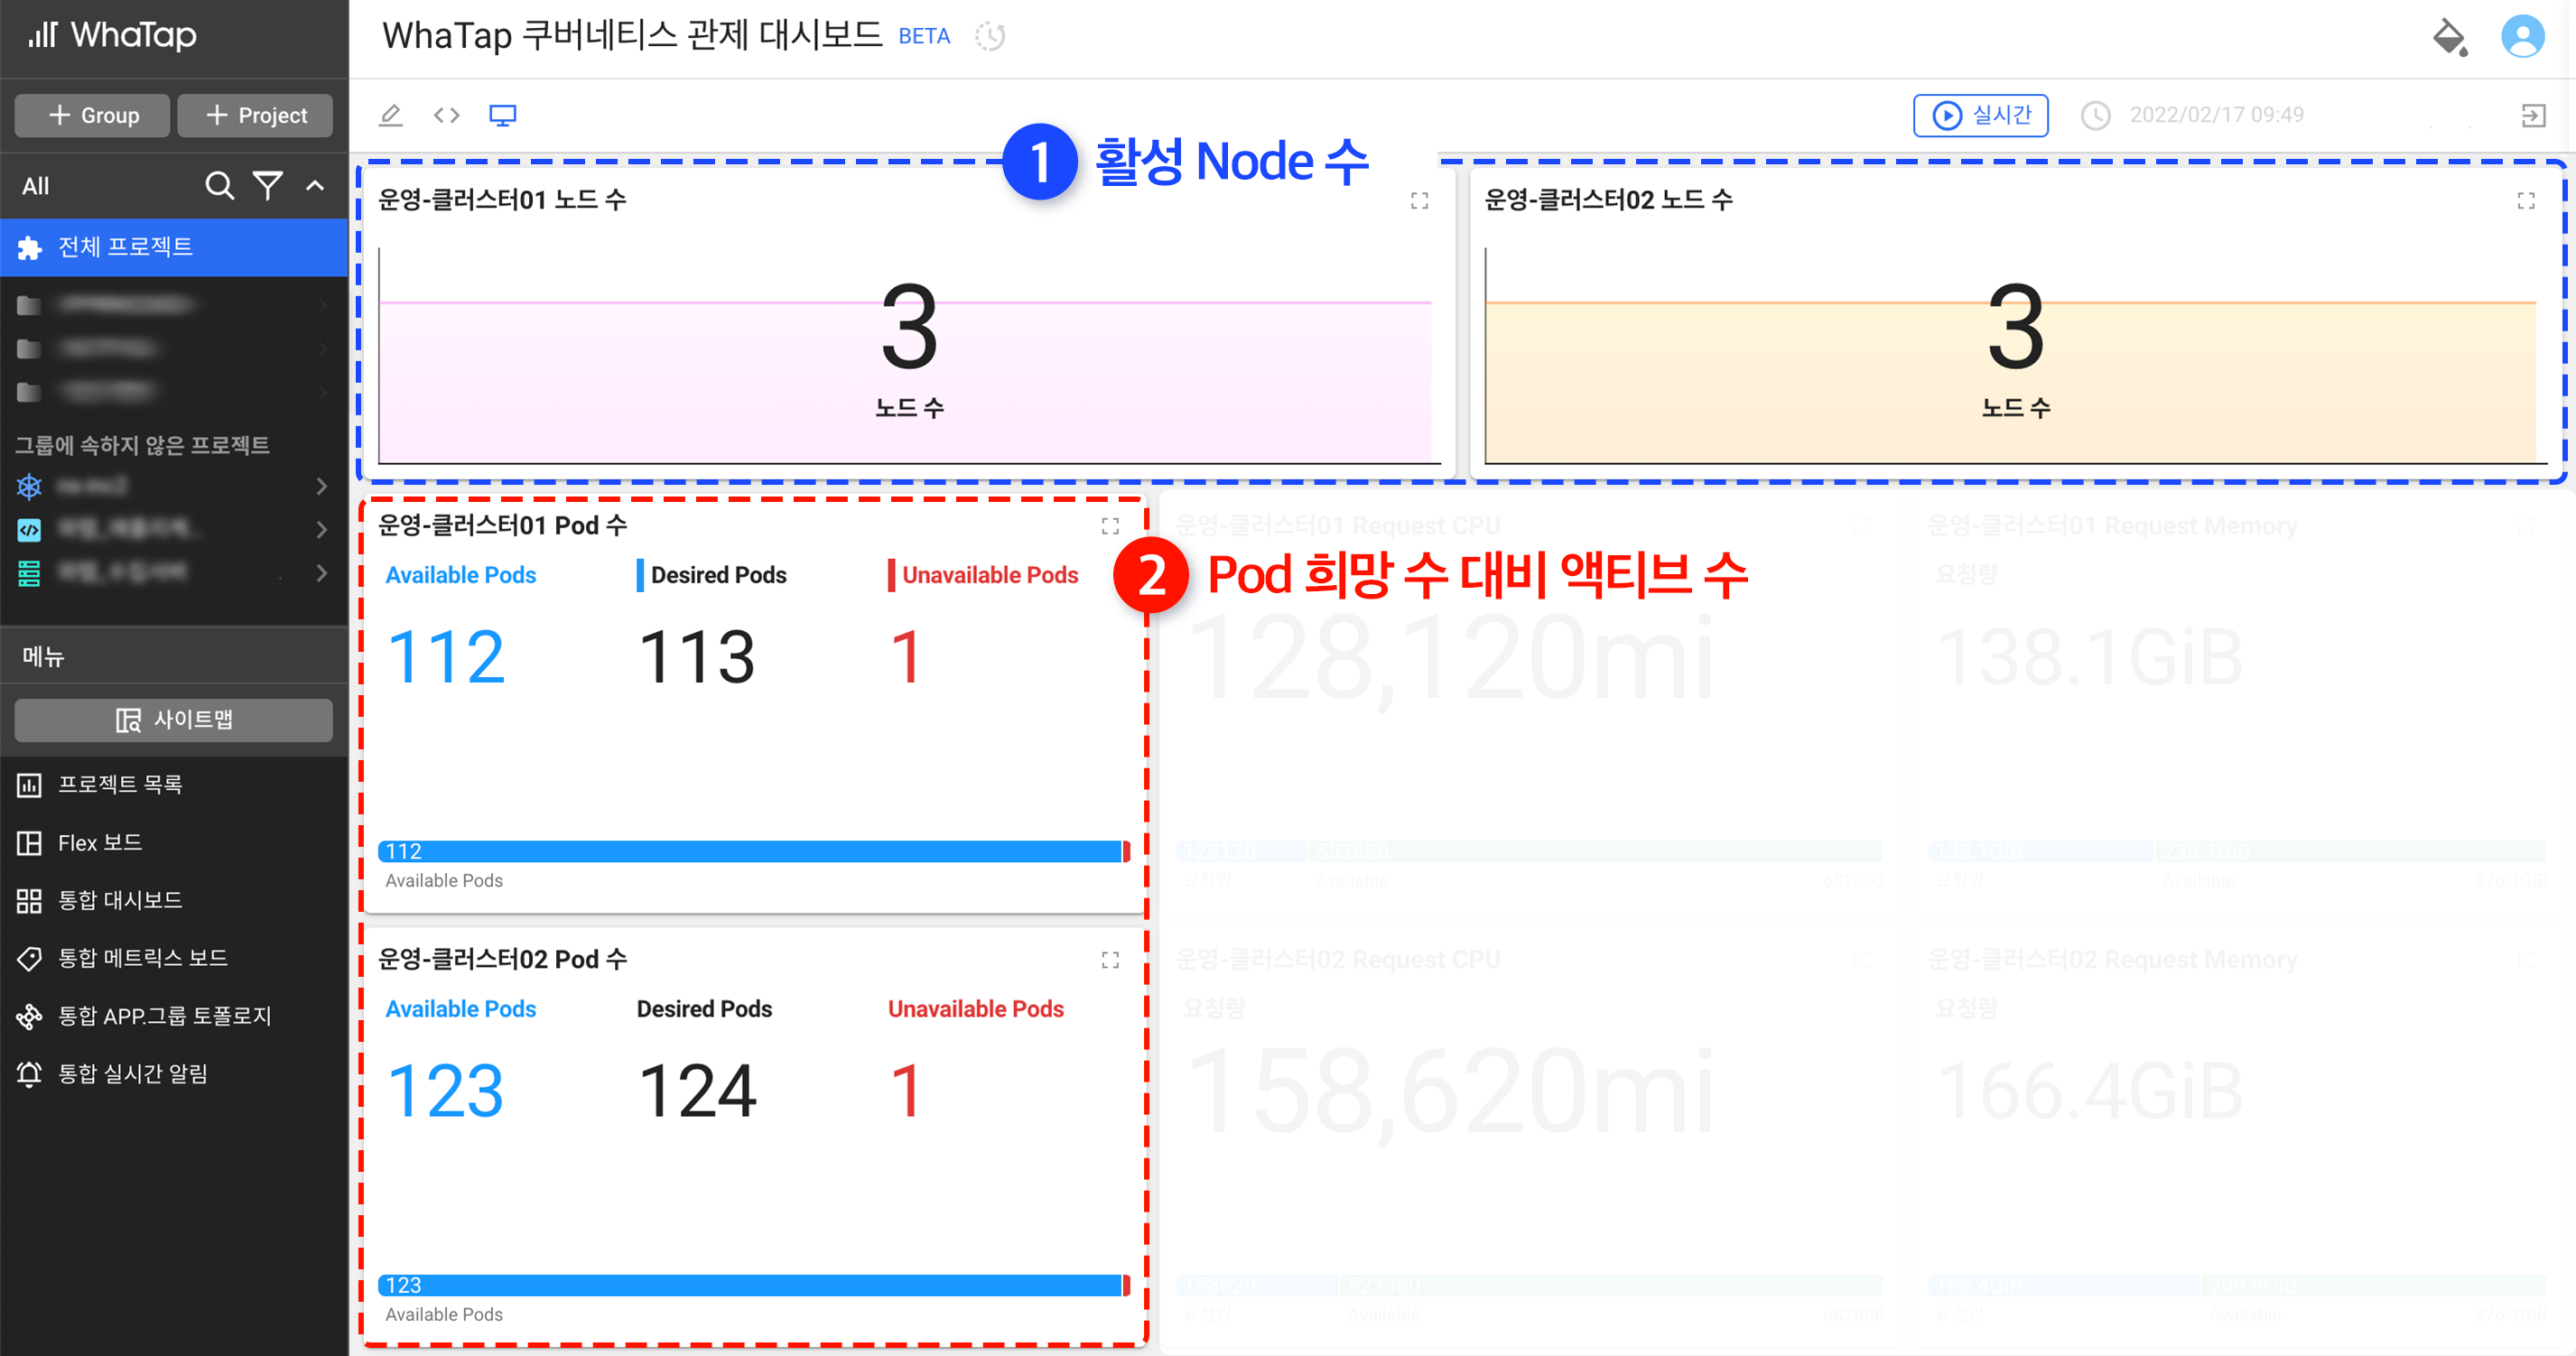 WhaTap
WhaTap 쿠버네티스 관제 대시보드 BETA
+ Group
+ Project
실시간
2022/02/17 09:49
All
전체 프로젝트
그룹에 속하지 않은 프로젝트
메뉴
사이트맵
프로젝트 목록
Flex 보드
통합 대시보드
통합 메트릭스 보드
통합 APP.그룹 토폴로지
통합 실시간 알림
1 활성 Node 수
운영-클러스터01 노드 수
3
노드 수
운영-클러스터02 노드 수
3
노드 수
2 Pod 희망 수 대비 액티브 수
운영-클러스터01 Pod 수
Available Pods
Desired Pods
Unavailable Pods
112
113
1
112
Available Pods
운영-클러스터01 Request CPU
128,120mi
128120
553880
요청량
Available
682000
운영-클러스터01 Request Memory
요청량
138.1GiB
138.1GiB
238.1GiB
요청량
Available
376.3GiB
운영-클러스터02 Pod 수
Available Pods
Desired Pods
Unavailable Pods
123
124
1
123
Available Pods
운영-클러스터02 Request CPU
요청량
158,620mi
158620
523380
요청량
Available
682000
운영-클러스터02 Request Memory
요청량
166.4GiB
166.4GiB
209.8GiB
요청량
Available
376.3GiB